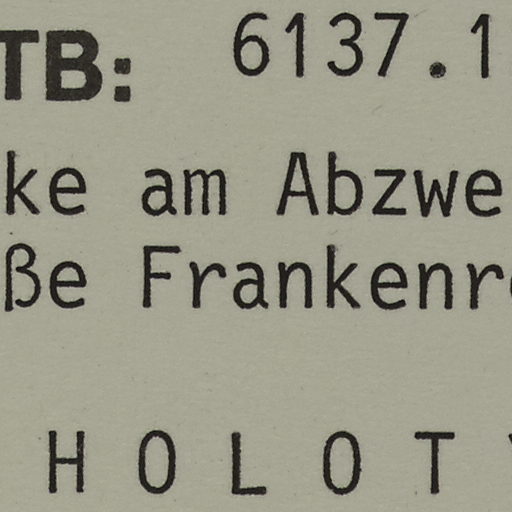 TB: 6137.1
ke am Abzwe
ße Frankenr
H O L O T